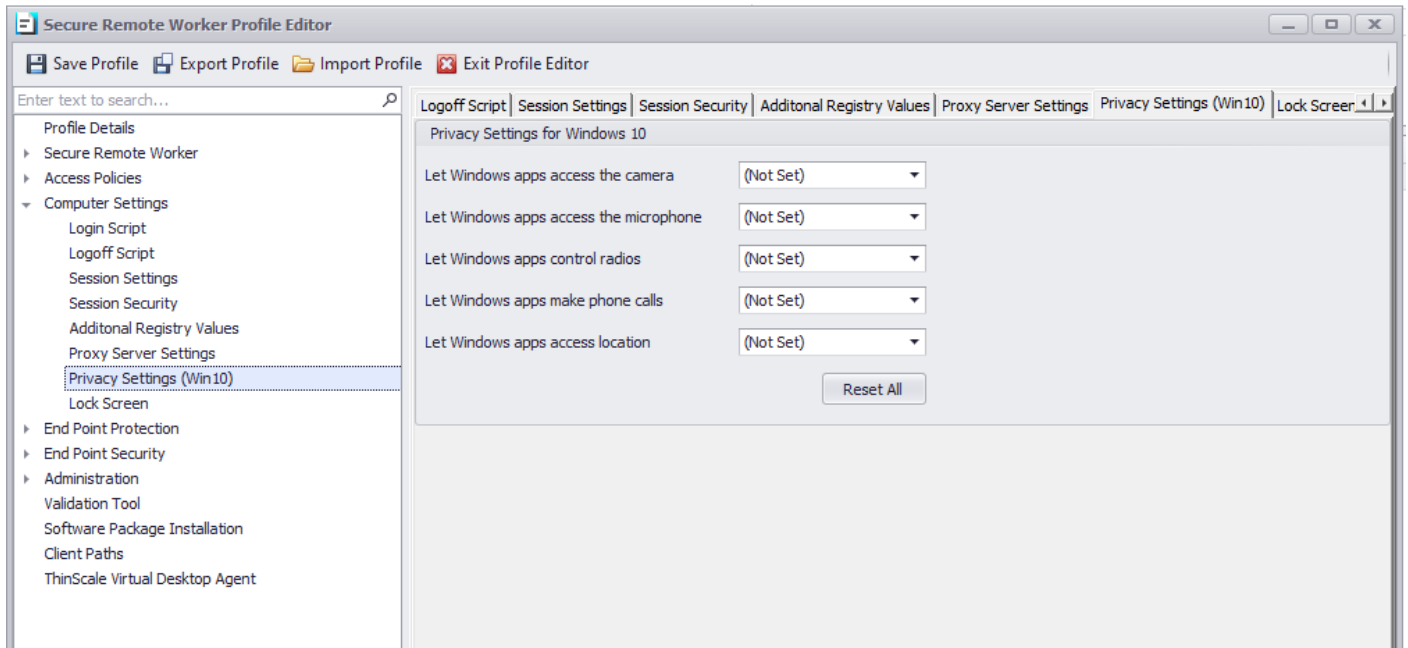 Secure Remote Worker Profile Editor
Save Profile Export Profile Import Profile Exit Profile Editor
Enter text to search...
Profile Details
Secure Remote Worker
Access Policies
Computer Settings
Login Script
Logoff Script
Session Settings
Session Security
Additonal Registry Values
Proxy Server Settings
Privacy Settings (Win10)
Lock Screen
End Point Protection
End Point Security
Administration
Validation Tool
Software Package Installation
Client Paths
ThinScale Virtual Desktop Agent
Logoff Script Session Settings Session Security Additonal Registry Values Proxy Server Settings Privacy Settings (Win10) Lock Screen
Privacy Settings for Windows 10
Let Windows apps access the camera (Not Set)
Let Windows apps access the microphone (Not Set)
Let Windows apps control radios (Not Set)
Let Windows apps make phone calls (Not Set)
Let Windows apps access location (Not Set)
Reset All